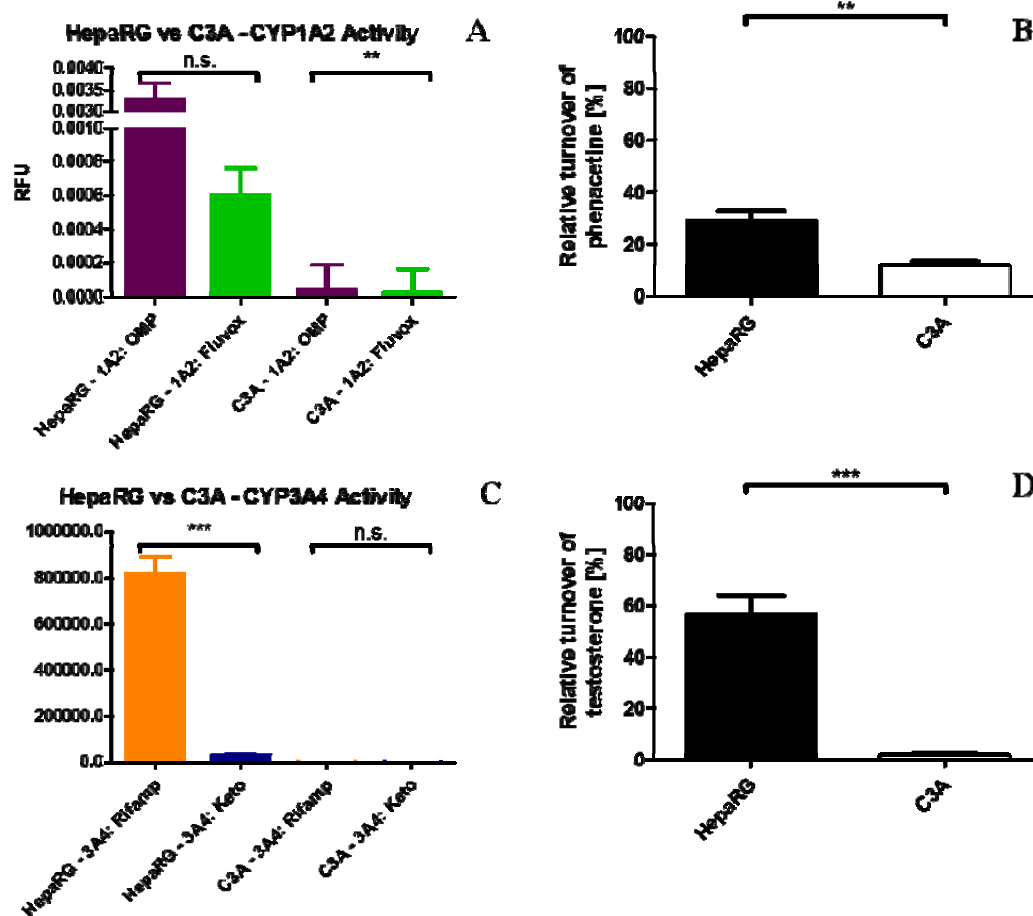 HepaRG vs C3A - CYP1A2 Activity
A
n.s.
**
0.0040
0.0035
0.0030
0.0010
0.0008
0.0006
0.0004
0.0002
0.0000
RFU
HepaRG - 1A2: OMP
HepaRG - 1A2: Fluvox
C3A - 1A2: OMP
C3A - 1A2: Fluvox
B
**
100
80
60
40
20
0
Relative turnover of
phenacetine [%]
HepaRG
C3A
HepaRG vs C3A - CYP3A4 Activity
C
***
n.s.
1000000.0
800000.0
600000.0
400000.0
200000.0
0.0
HepaRG - 3A4: Rifamp
HepaRG - 3A4: Keto
C3A - 3A4: Rifamp
C3A - 3A4: Keto
D
***
100
80
60
40
20
0
Relative turnover of
testosterone [%]
HepaRG
C3A